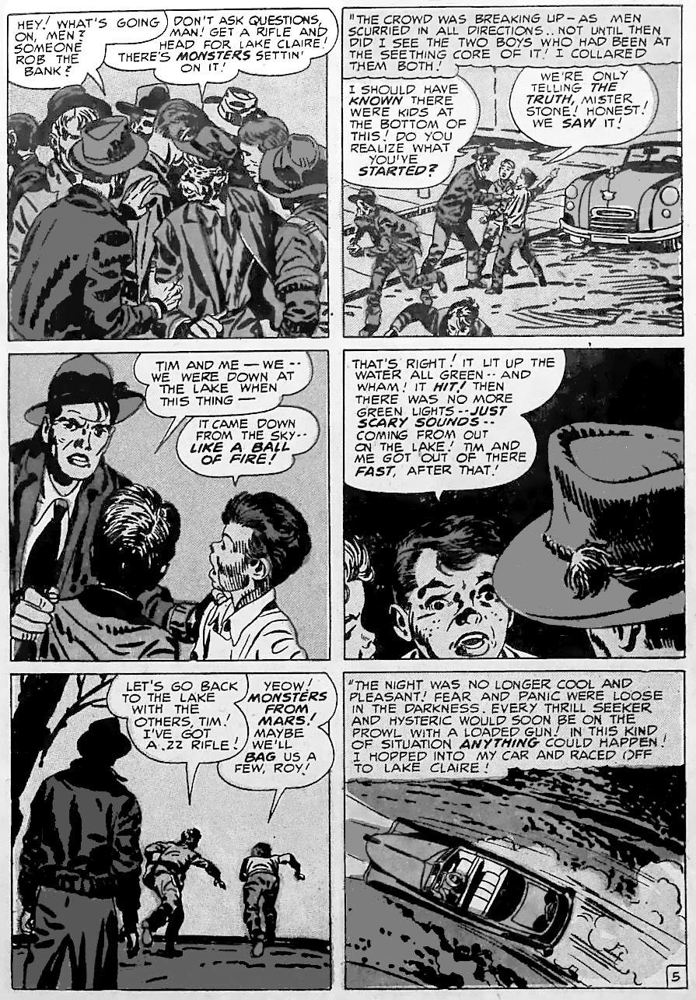 HEY! WHAT'S GOING
ON, MEN?
SOMEONE
ROB THE
BANK?
DON'T ASK QUESTIONS,
MAN! GET A RIFLE AND
HEAD FOR LAKE CLAIRE!
THERE'S MONSTERS SETTIN'
ON IT!
"THE CROWD WAS BREAKING UP - AS MEN
SCURRIED IN ALL DIRECTIONS.. NOT UNTIL THEN
DID I SEE THE TWO BOYS WHO HAD BEEN AT
THE SEETHING CORE OF IT! I COLLARED
THEM BOTH!
I SHOULD HAVE
KNOWN THERE
WERE KIDS AT
THE BOTTOM OF
THIS! DO YOU
REALIZE WHAT
YOU'VE
STARTED?
WE'RE ONLY
TELLING THE
TRUTH, MISTER
STONE! HONEST!
WE SAW IT!
TIM AND ME — WE --
WE WERE DOWN AT
THE LAKE WHEN
THIS THING —
IT CAME DOWN
FROM THE SKY--
LIKE A BALL
OF FIRE!
THAT'S RIGHT! IT LIT UP THE
WATER ALL GREEN -- AND
WHAM! IT HIT! THEN
THERE WAS NO MORE
GREEN LIGHTS -- JUST
SCARY SOUNDS --
COMING FROM OUT
ON THE LAKE! TIM AND
ME GOT OUT OF THERE
FAST, AFTER THAT!
LET'S GO BACK
TO THE LAKE
WITH THE
OTHERS, TIM!
I'VE GOT
A .22 RIFLE!
YEOW!
MONSTERS
FROM
MARS!
MAYBE
WE'LL
BAG US A
FEW, ROY!
"THE NIGHT WAS NO LONGER COOL AND
PLEASANT! FEAR AND PANIC WERE LOOSE
IN THE DARKNESS. EVERY THRILL SEEKER
AND HYSTERIC WOULD SOON BE ON THE
PROWL WITH A LOADED GUN! IN THIS KIND
OF SITUATION ANYTHING COULD HAPPEN!
I HOPPED INTO MY CAR AND RACED OFF
TO LAKE CLAIRE!
5